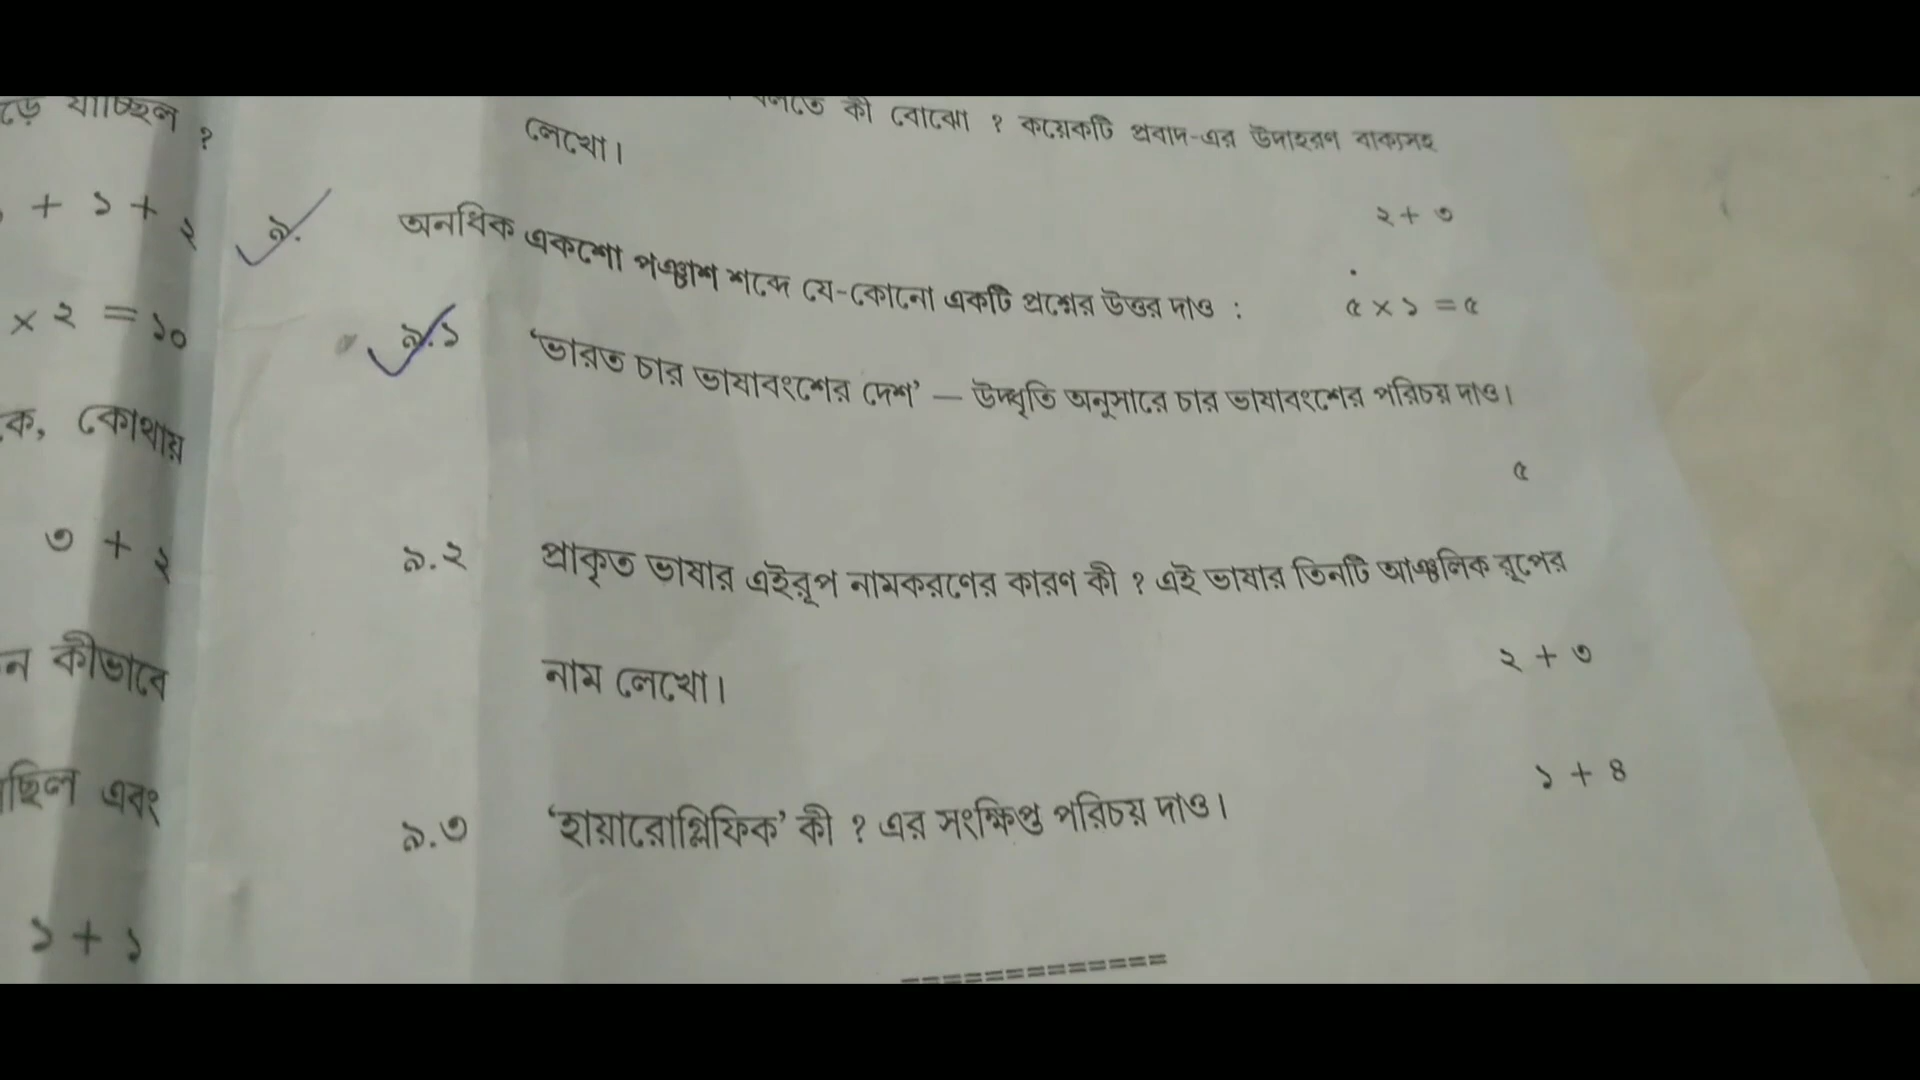 ড়ে যাচ্ছিল ?
+ ১ + ২
× ২ = ১০
ক, কোথায়
৩ + ২
ন কীভাবে
ছিল এবং
১ + ১
বলতে কী বোঝো ? কয়েকটি প্রবাদ-এর উদাহরণ বাক্যসহ
লেখো।
২ + ৩
৯. অনধিক একশো পঞ্চাশ শব্দে যে-কোনো একটি প্রশ্নের উত্তর দাও : ৫ × ১ = ৫
৯.১ 'ভারত চার ভাষাবংশের দেশ' — উদ্ধৃতি অনুসারে চার ভাষাবংশের পরিচয় দাও।
৫
৯.২ প্রাকৃত ভাষার এইরূপ নামকরণের কারণ কী ? এই ভাষার তিনটি আঞ্চলিক রূপের
নাম লেখো। ২ + ৩
৯.৩ 'হায়ারোগ্লিফিক' কী ? এর সংক্ষিপ্ত পরিচয় দাও। ১ + ৪
=============